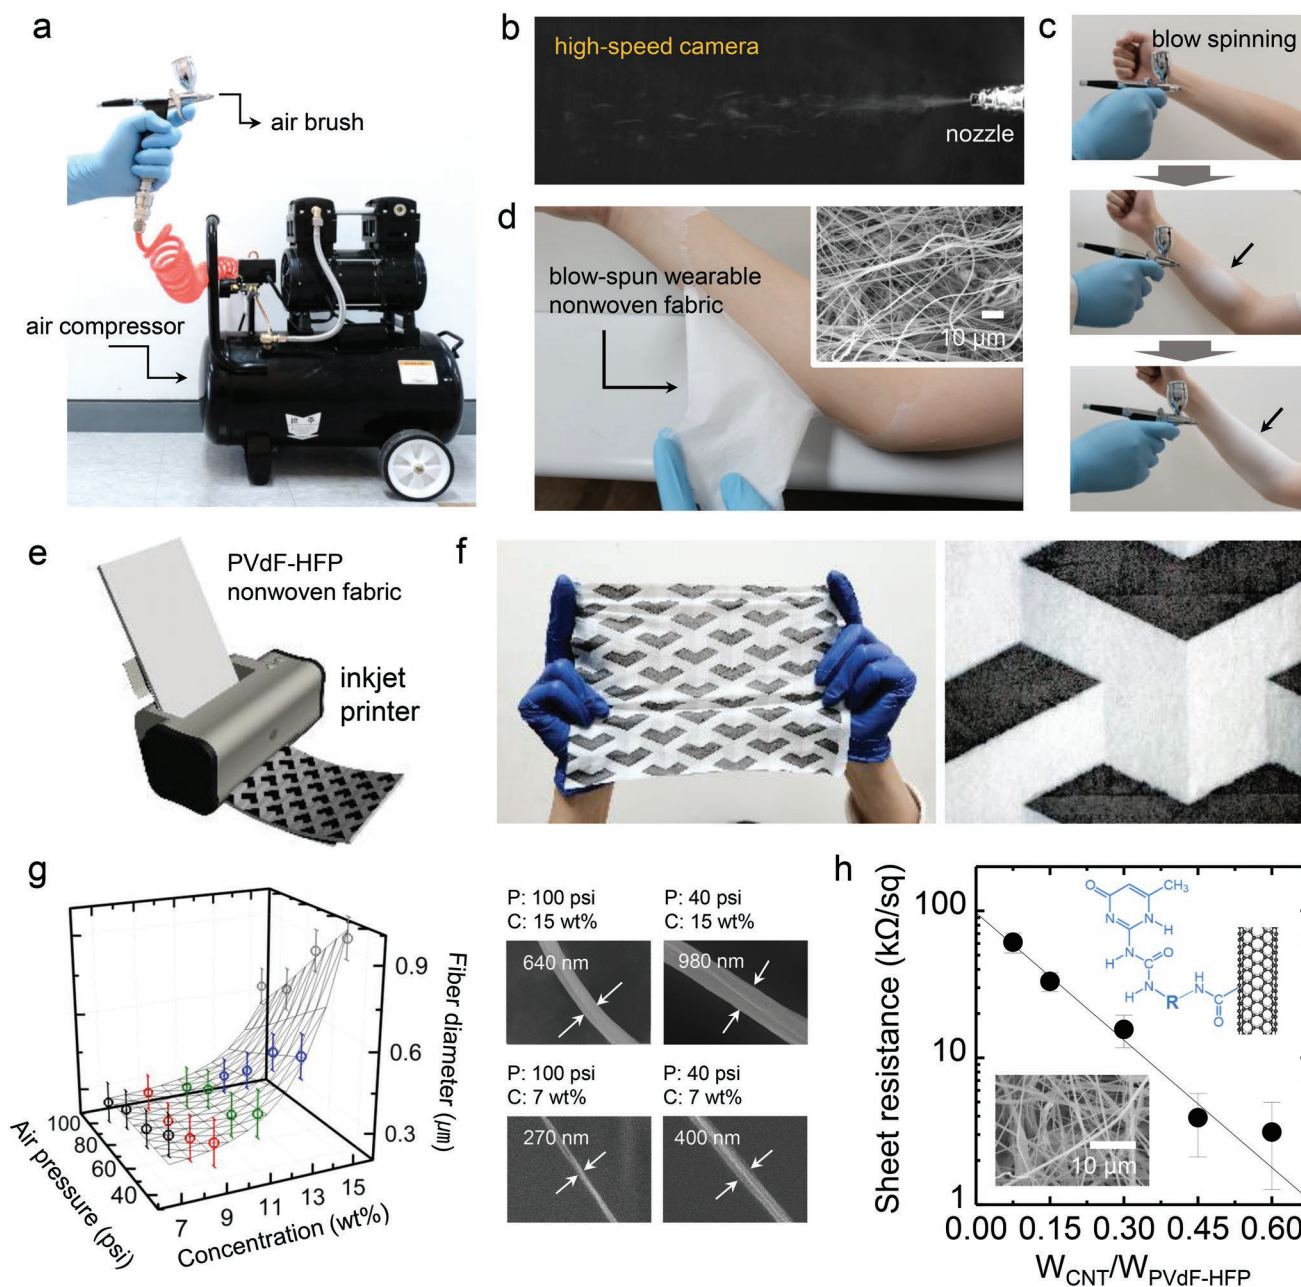 a
air brush
air compressor
b
high-speed camera
nozzle
c
blow spinning
d
blow-spun wearable
nonwoven fabric
10 μm
e
PVdF-HFP
nonwoven fabric
inkjet
printer
f
g
0.9
0.6
0.3
Fiber diameter (μm)
100
80
60
40
Air pressure (psi)
7
9
11
13
15
Concentration (wt%)
P: 100 psi
C: 15 wt%
640 nm
P: 40 psi
C: 15 wt%
980 nm
P: 100 psi
C: 7 wt%
270 nm
P: 40 psi
C: 7 wt%
400 nm
h
Sheet resistance (kΩ/sq)
100
10
1
O
CH₃
N
N
H
N
H
O
N
H
R
NH
O
10 μm
0.00
0.15
0.30
0.45
0.60
W_CNT/W_PVdF-HFP